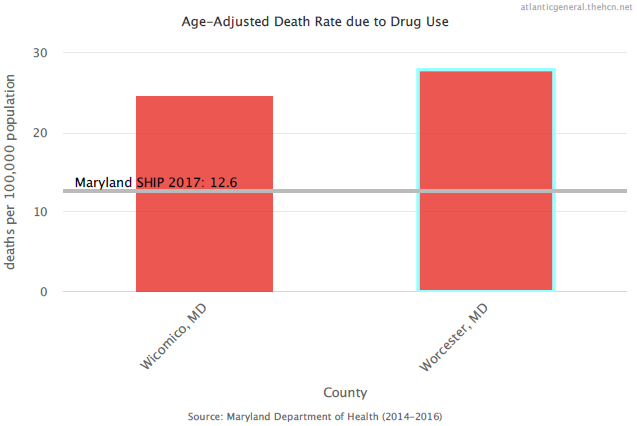 atlanticgeneral.thehcn.net
Age-Adjusted Death Rate due to Drug Use
deaths per 100,000 population
30
20
10
0
Maryland SHIP 2017: 12.6
Wicomico, MD
Worcester, MD
County
Source: Maryland Department of Health (2014-2016)